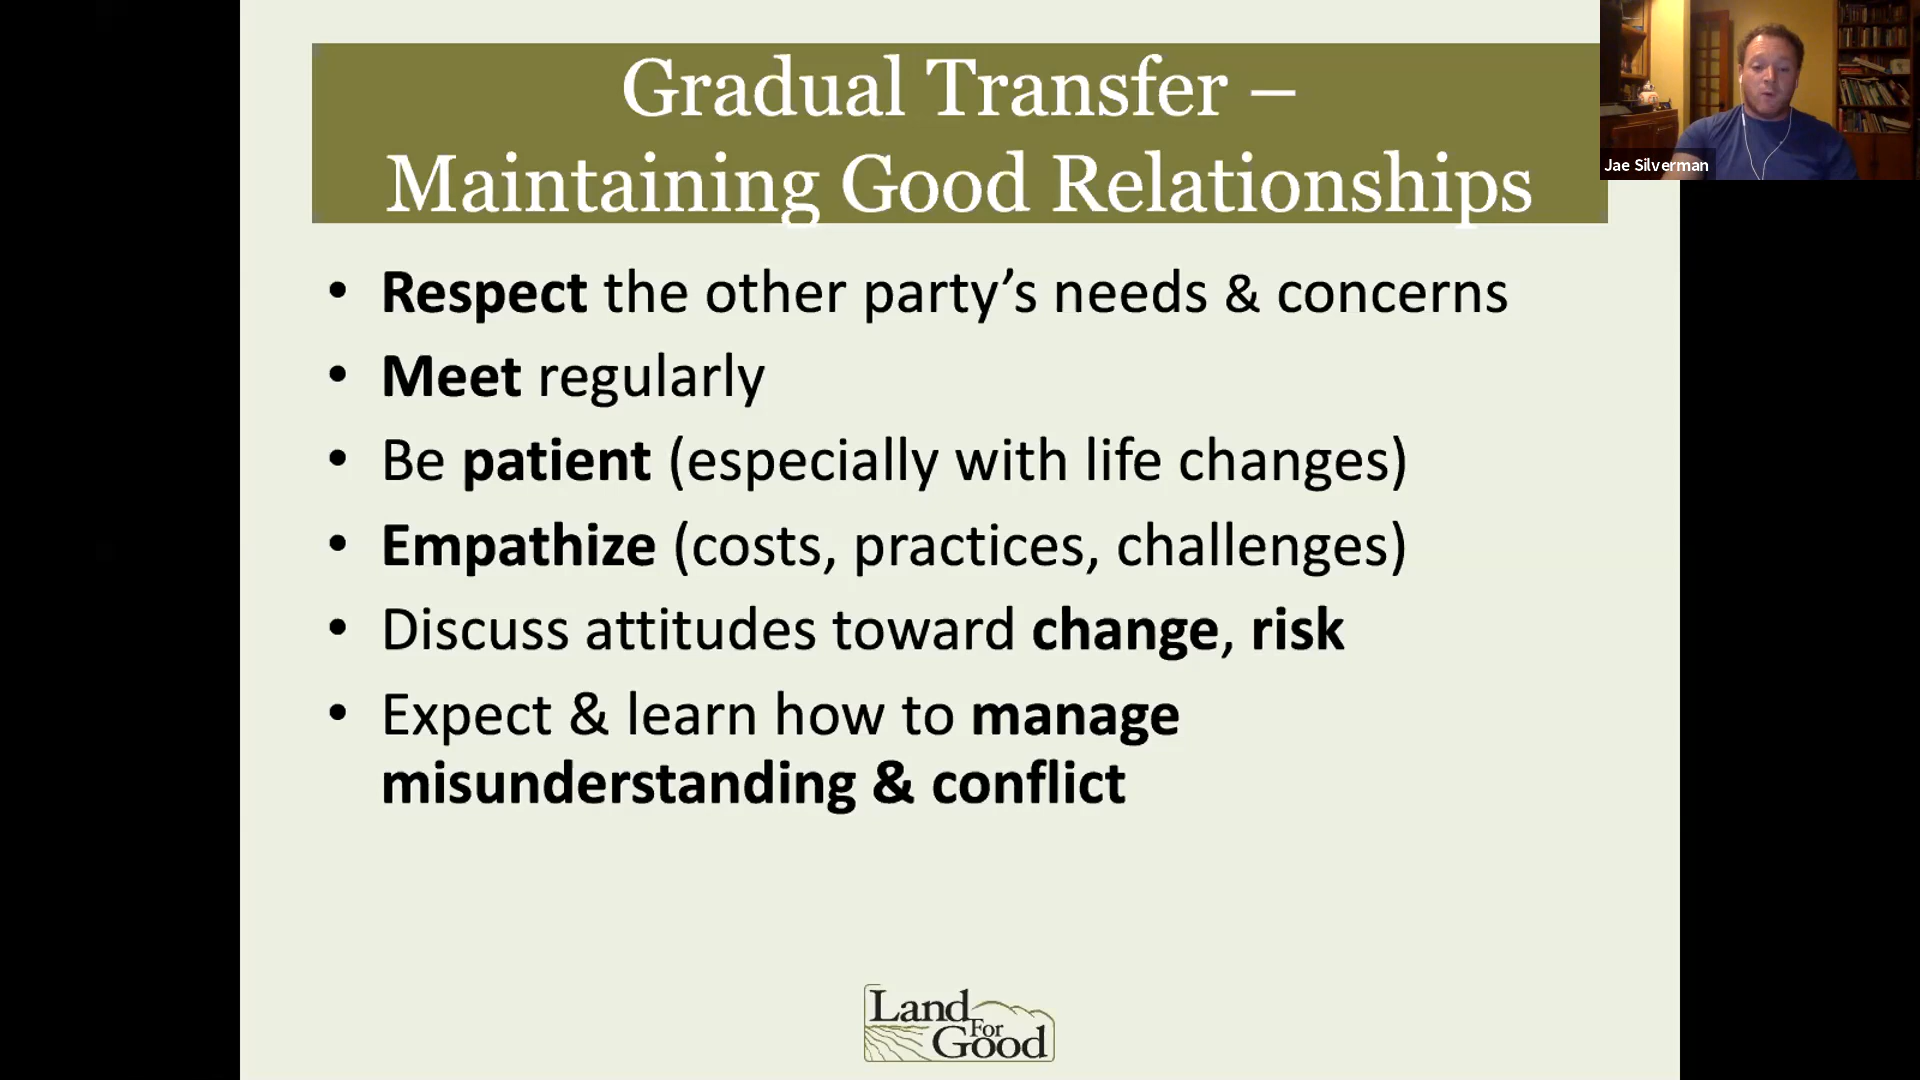 Gradual Transfer –
Maintaining Good Relationships
Jae Silverman
• Respect the other party’s needs & concerns
• Meet regularly
• Be patient (especially with life changes)
• Empathize (costs, practices, challenges)
• Discuss attitudes toward change, risk
• Expect & learn how to manage
misunderstanding & conflict
Land
For
Good